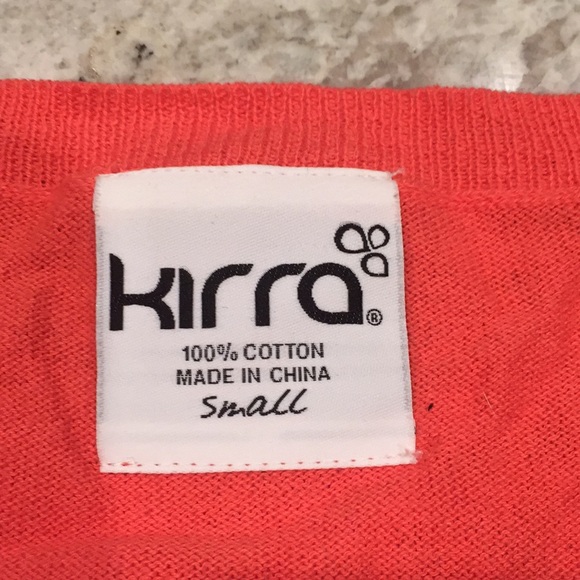 kirra®
100% COTTON
MADE IN CHINA
small